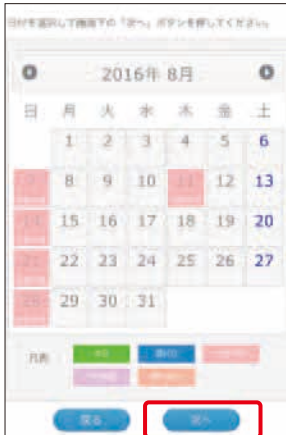 日付を選択して画面下の「次へ」ボタンを押してください。
2016年 8月
日 月 火 水 木 金 土
1 2 3 4 5 6
7 8 9 10 11 12 13
14 15 16 17 18 19 20
21 22 23 24 25 26 27
28 29 30 31
凡例
戻る 次へ